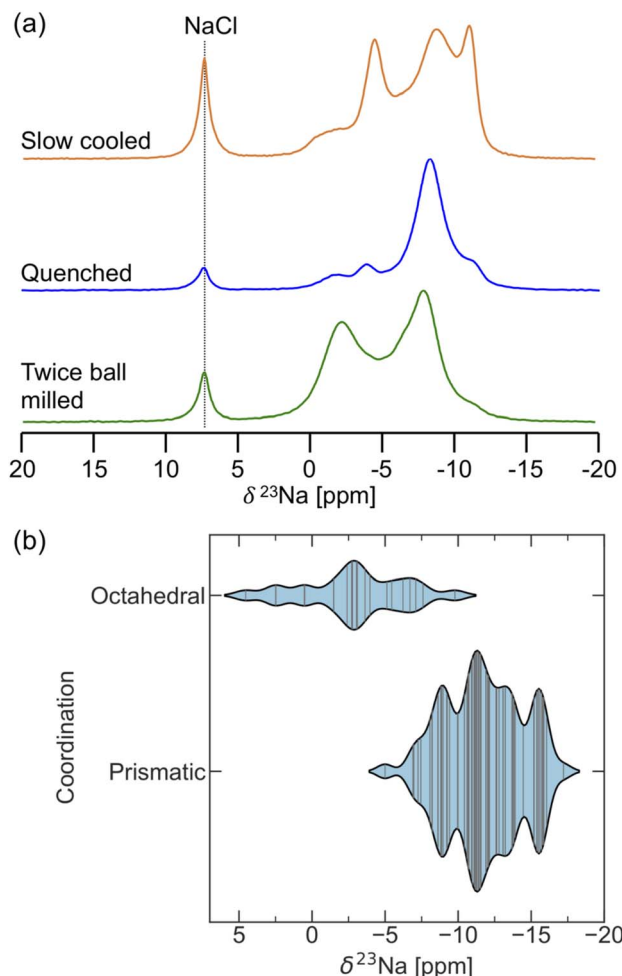 (a)
NaCl
Slow cooled
Quenched
Twice ball
milled
20 15 10 5 0 -5 -10 -15 -20
δ ²³Na [ppm]
(b)
Octahedral
Coordination
Prismatic
5 0 −5 −10 −15 −20
δ²³Na [ppm]